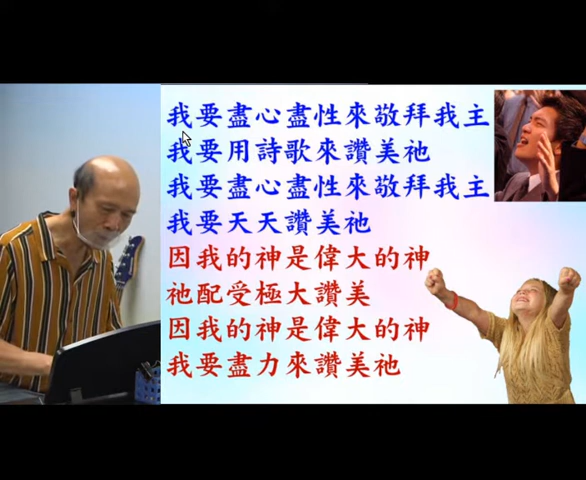 我要盡心盡性來敬拜我主
我要用詩歌來讚美祂
我要盡心盡性來敬拜我主
我要天天讚美祂
因我的神是偉大的神
祂配受極大讚美
因我的神是偉大的神
我要盡力來讚美祂